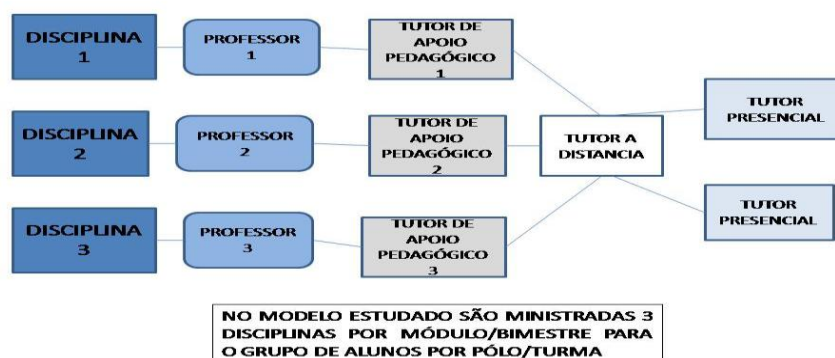 DISCIPLINA
1
PROFESSOR
1
TUTOR DE
APOIO
PEDAGÓGICO
1
DISCIPLINA
2
PROFESSOR
2
TUTOR DE
APOIO
PEDAGÓGICO
2
DISCIPLINA
3
PROFESSOR
3
TUTOR DE
APOIO
PEDAGÓGICO
3
TUTOR A
DISTANCIA
TUTOR
PRESENCIAL
TUTOR
PRESENCIAL
NO MODELO ESTUDADO SÃO MINISTRADAS 3
DISCIPLINAS POR MÓDULO/BIMESTRE PARA
O GRUPO DE ALUNOS POR PÓLO/TURMA